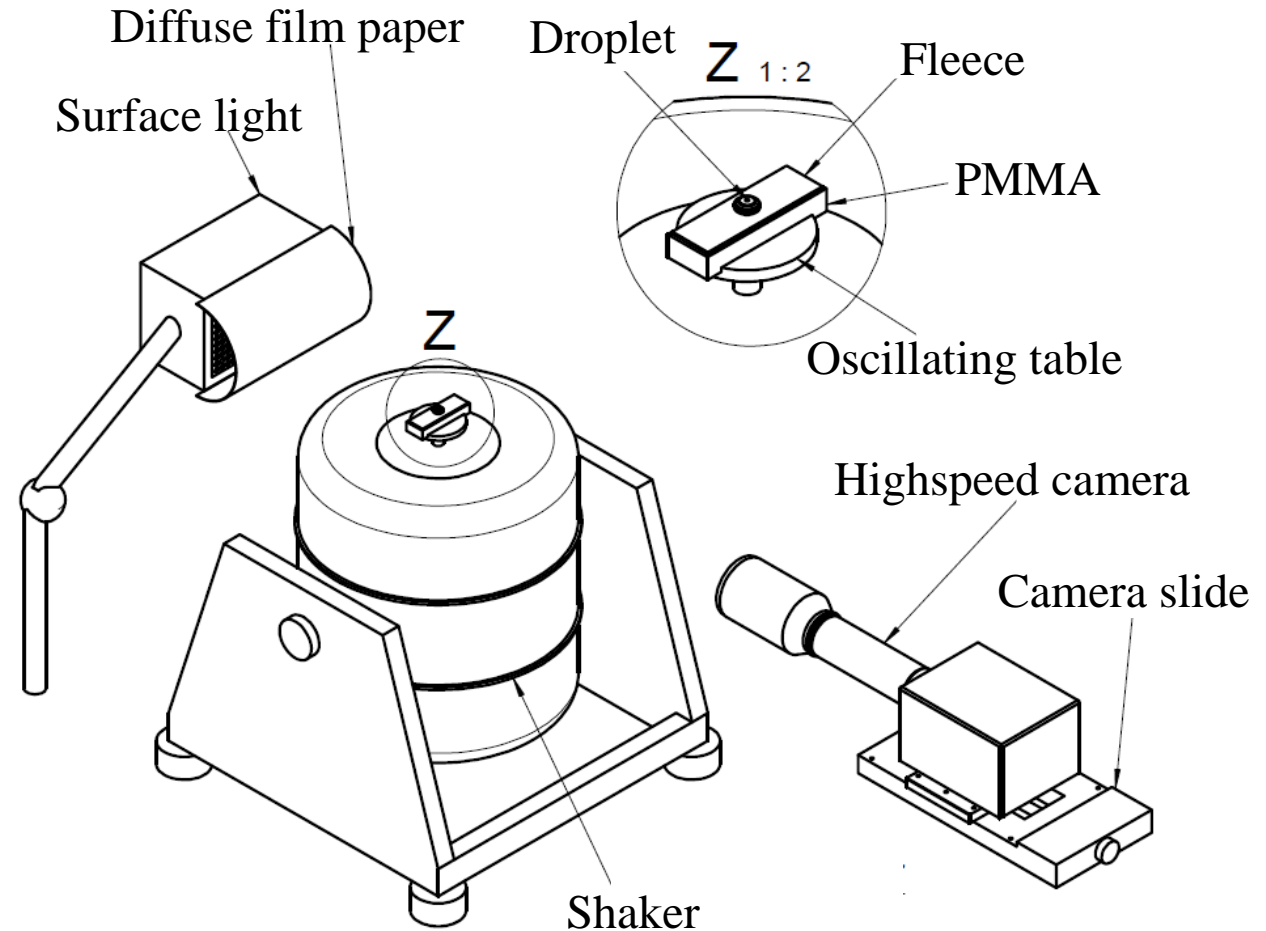 Diffuse film paper
Droplet
Z 1 : 2
Fleece
Surface light
PMMA
Z
Oscillating table
Highspeed camera
Camera slide
Shaker